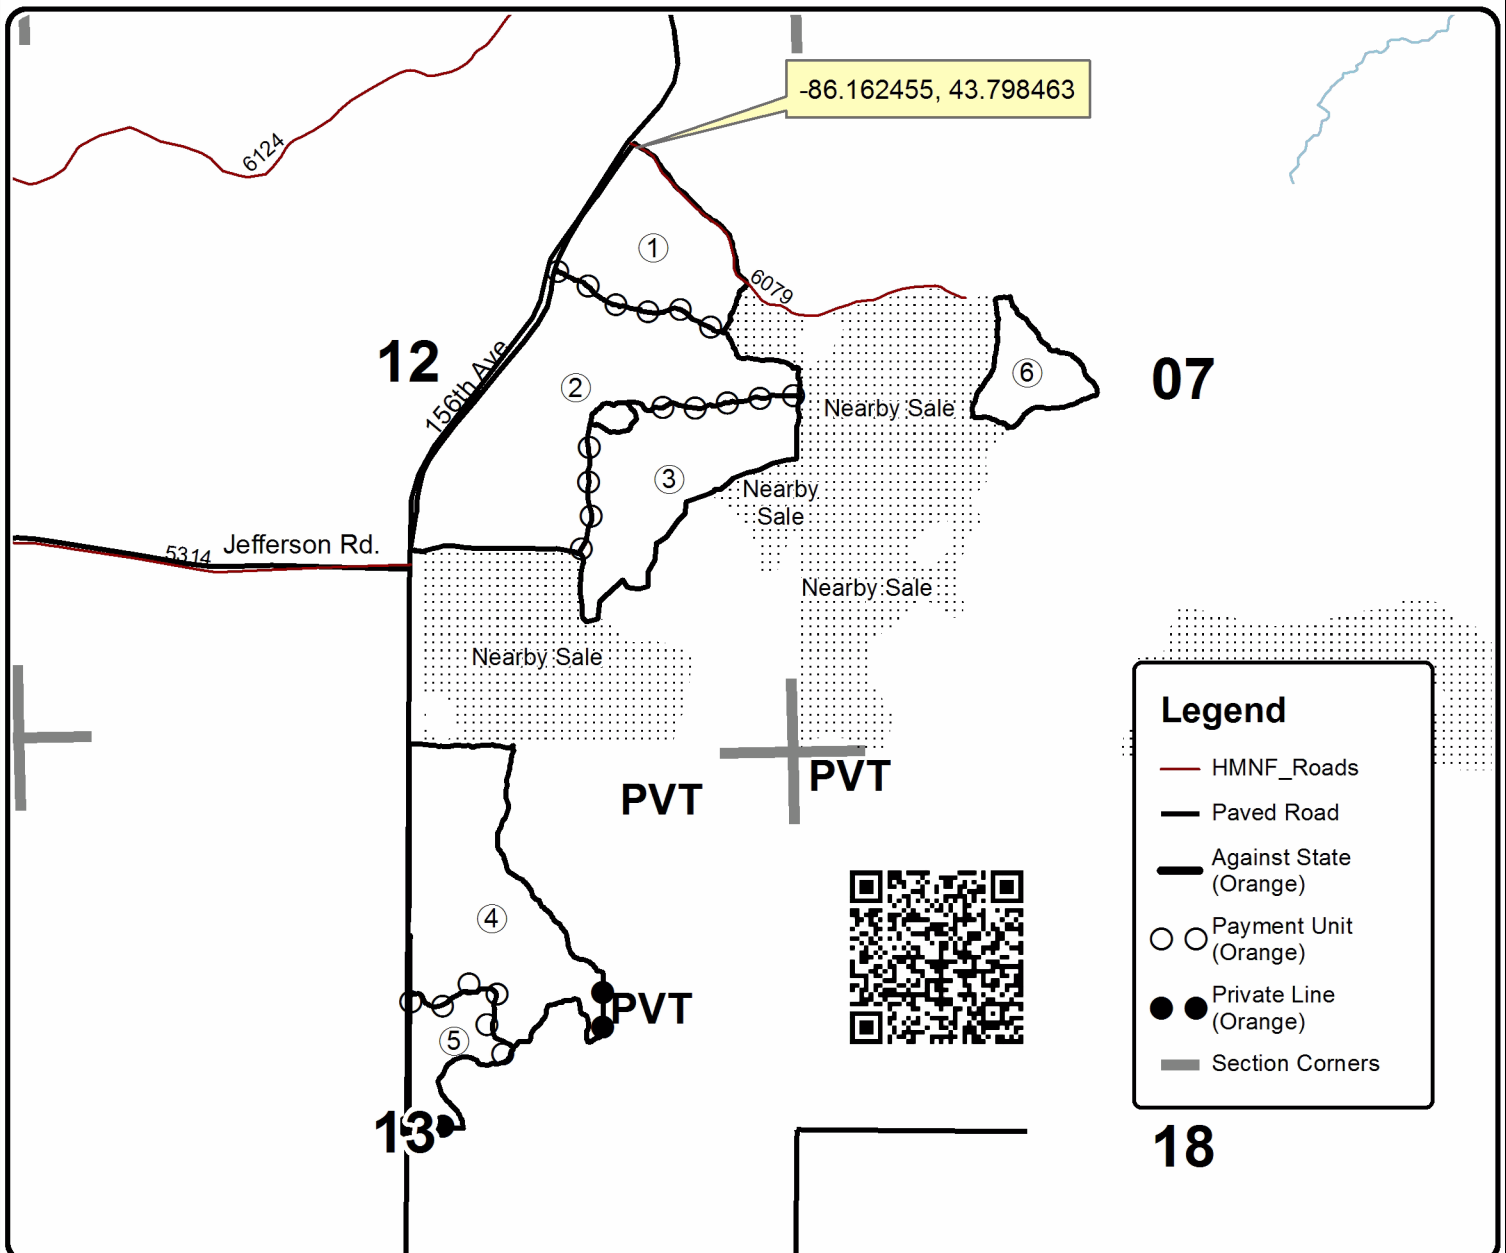 -86.162455, 43.798463
6124
1
6079
12
156th Ave
2
6
07
Nearby Sale
3
Nearby
Sale
5314
Jefferson Rd.
Nearby Sale
Nearby Sale
PVT
PVT
4
PVT
5
13
18
Legend
HMNF_Roads
Paved Road
Against State
(Orange)
Payment Unit
(Orange)
Private Line
(Orange)
Section Corners